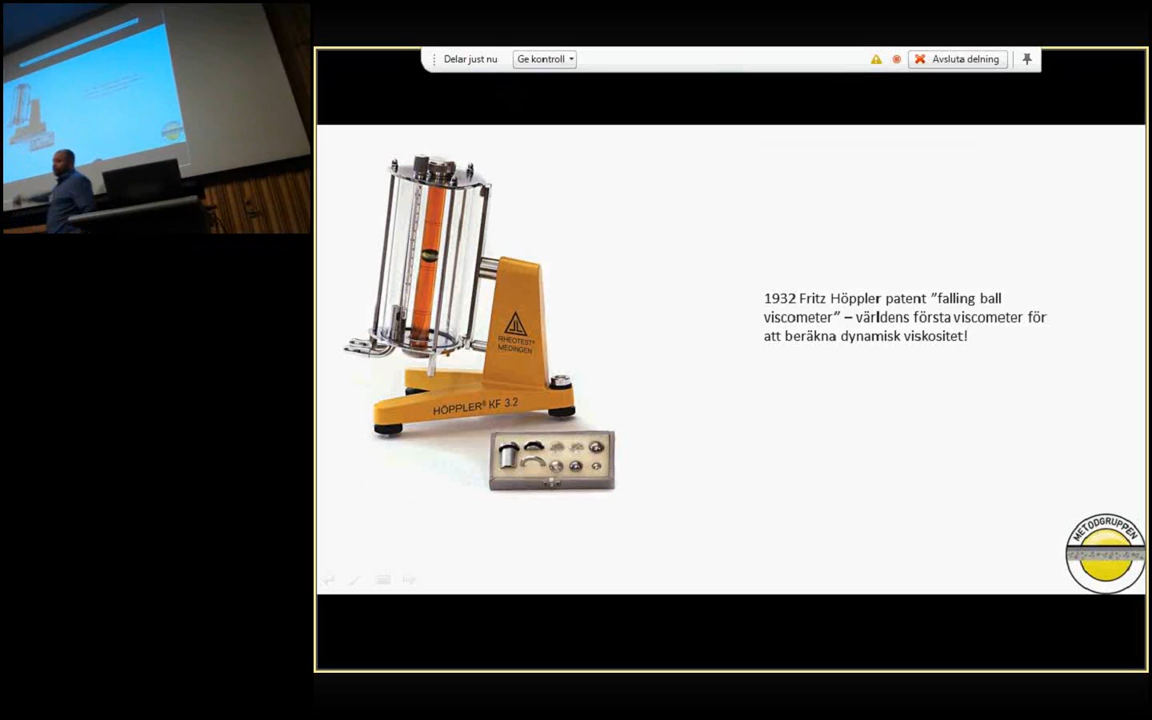 Delar just nu
Ge kontroll
Avsluta delning
1932 Fritz Höppler patent ”falling ball
viscometer” – världens första viscometer för
att beräkna dynamisk viskositet!
RHEOTEST®
MEDINGEN
HÖPPLER® KF 3.2
METODGRUPPEN